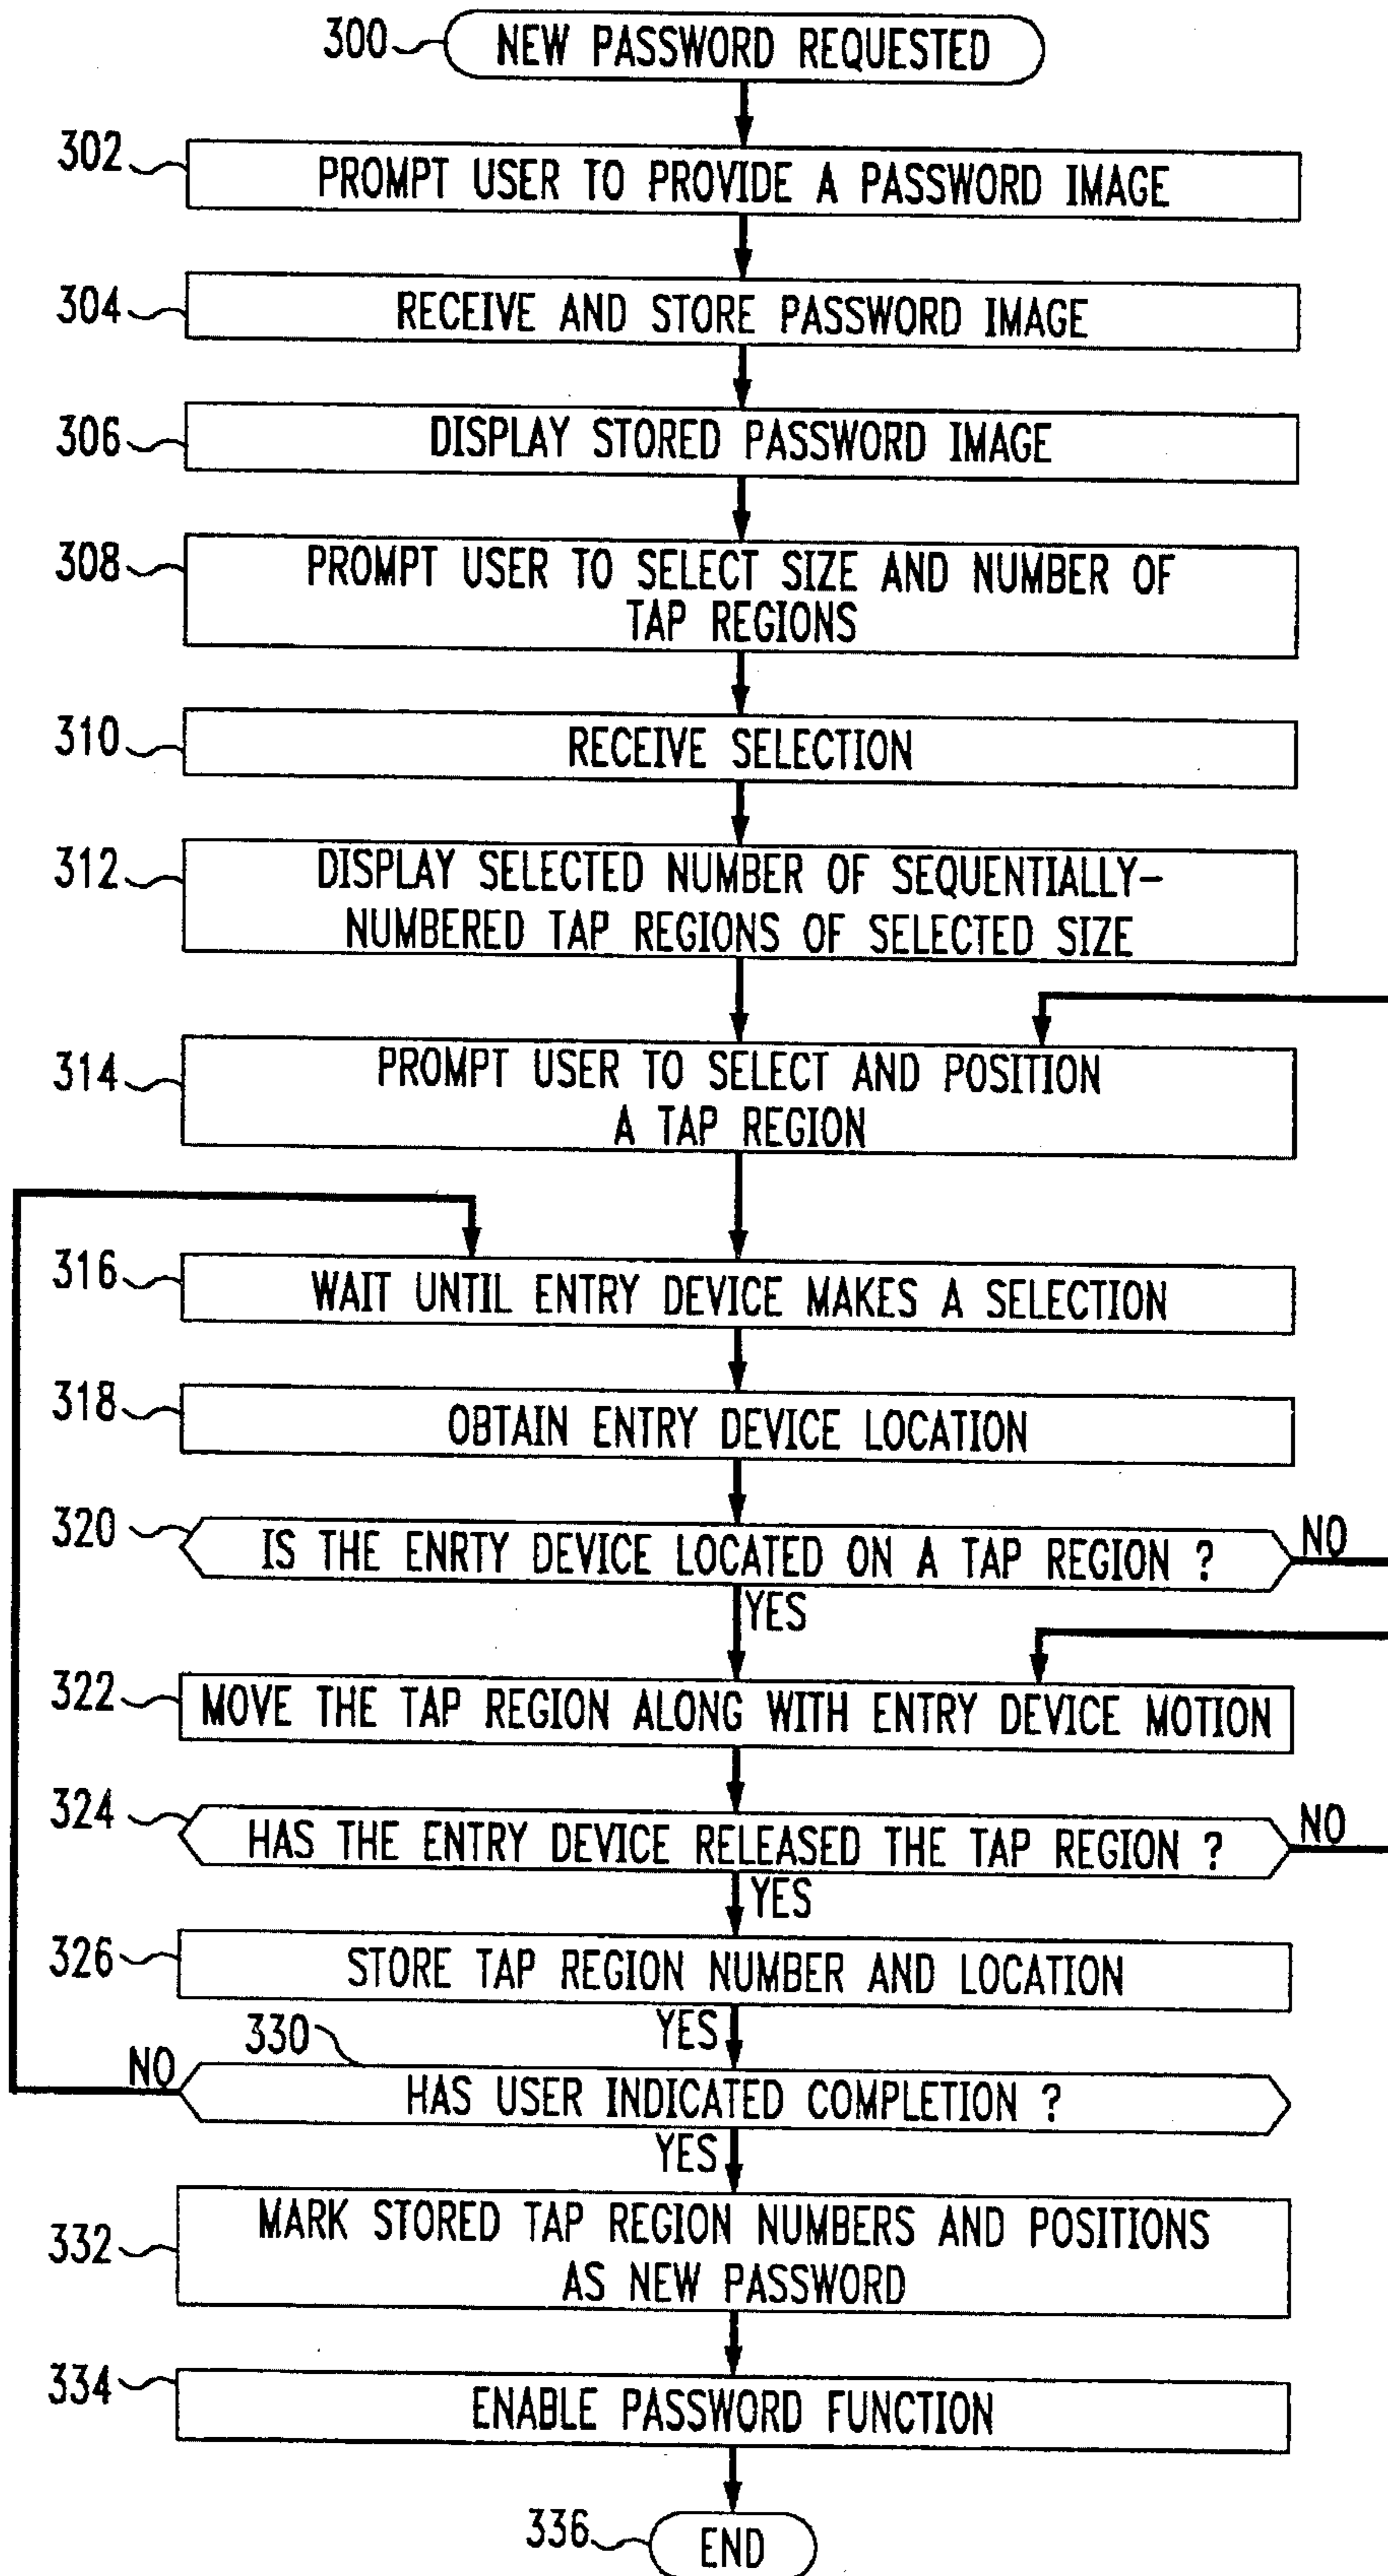 300 NEW PASSWORD REQUESTED
302 PROMPT USER TO PROVIDE A PASSWORD IMAGE
304 RECEIVE AND STORE PASSWORD IMAGE
306 DISPLAY STORED PASSWORD IMAGE
308 PROMPT USER TO SELECT SIZE AND NUMBER OF
TAP REGIONS
310 RECEIVE SELECTION
312 DISPLAY SELECTED NUMBER OF SEQUENTIALLY-
NUMBERED TAP REGIONS OF SELECTED SIZE
314 PROMPT USER TO SELECT AND POSITION
A TAP REGION
316 WAIT UNTIL ENTRY DEVICE MAKES A SELECTION
318 OBTAIN ENTRY DEVICE LOCATION
320 IS THE ENRTY DEVICE LOCATED ON A TAP REGION ? NO
YES
322 MOVE THE TAP REGION ALONG WITH ENTRY DEVICE MOTION
324 HAS THE ENTRY DEVICE RELEASED THE TAP REGION ? NO
YES
326 STORE TAP REGION NUMBER AND LOCATION
YES
330
NO HAS USER INDICATED COMPLETION ?
YES
332 MARK STORED TAP REGION NUMBERS AND POSITIONS
AS NEW PASSWORD
334 ENABLE PASSWORD FUNCTION
336 END